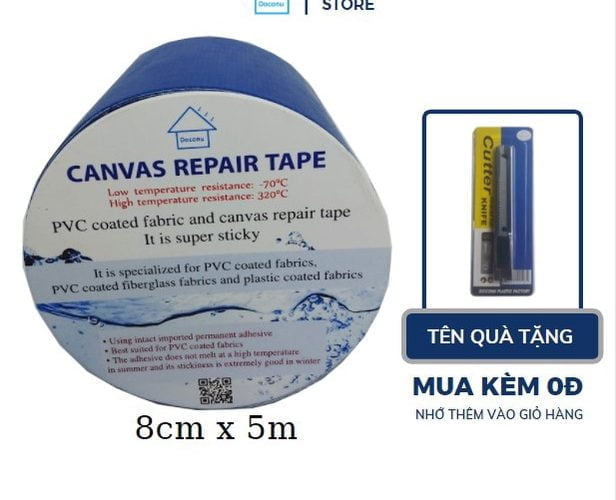 Docanu
STORE
Docanu
CANVAS REPAIR TAPE
Low temperature resistance: -70ºC
High temperature resistance: 320ºC
PVC coated fabric and canvas repair tape
It is super sticky
It is specialized for PVC coated fabrics,
PVC coated fiberglass fabrics and plastic coated fabrics
• Using intact imported permanent adhesive
• Best suited for PVC coated fabrics
• The adhesive does not melt at a high temperature
in summer and its stickiness is extremely good in winter
8cm x 5m
Cutter
KNIFE
TÊN QUÀ TẶNG
MUA KÈM 0Đ
NHỚ THÊM VÀO GIỎ HÀNG